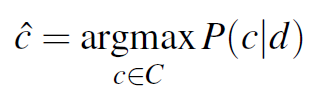 ĉ = argmax P(c|d)
c∈C